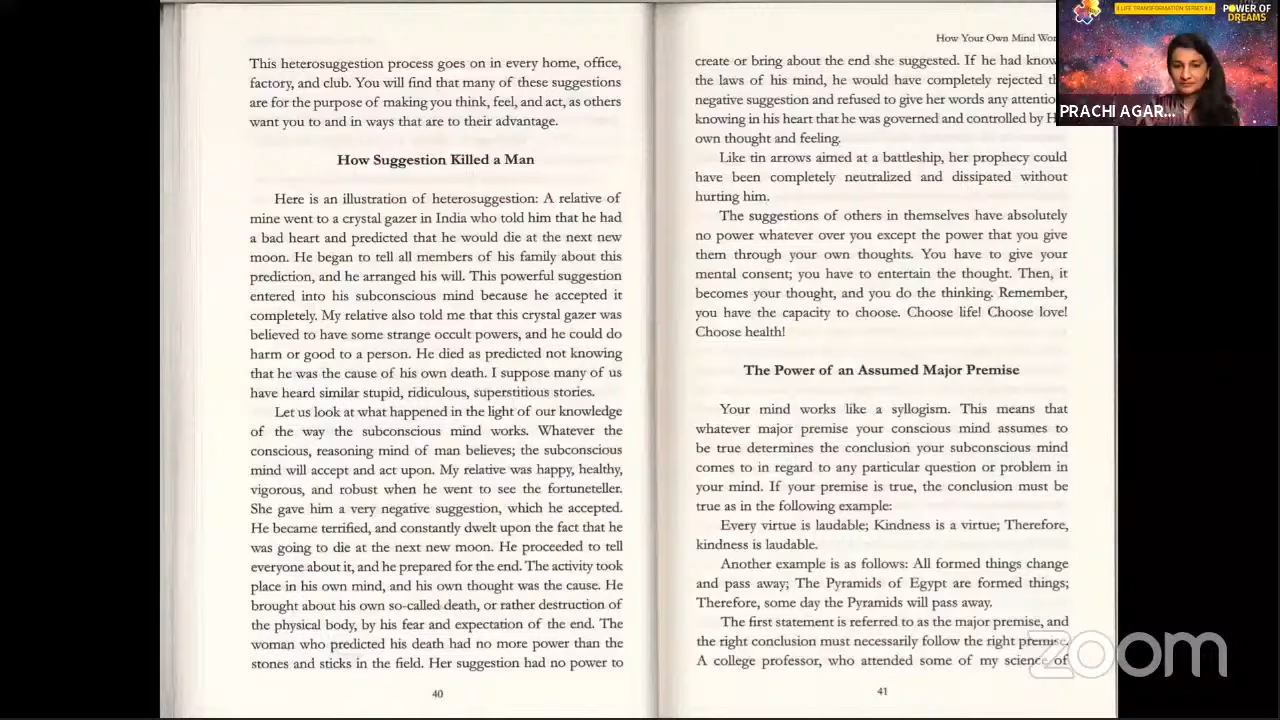 This heterosuggestion process goes on in every home, office,
factory, and club. You will find that many of these suggestions
are for the purpose of making you think, feel, and act, as others
want you to and in ways that are to their advantage.
How Suggestion Killed a Man
Here is an illustration of heterosuggestion: A relative of
mine went to a crystal gazer in India who told him that he had
a bad heart and predicted that he would die at the next new
moon. He began to tell all members of his family about this
prediction, and he arranged his will. This powerful suggestion
entered into his subconscious mind because he accepted it
completely. My relative also told me that this crystal gazer was
believed to have some strange occult powers, and he could do
harm or good to a person. He died as predicted not knowing
that he was the cause of his own death. I suppose many of us
have heard similar stupid, ridiculous, superstitious stories.
Let us look at what happened in the light of our knowledge
of the way the subconscious mind works. Whatever the
conscious, reasoning mind of man believes; the subconscious
mind will accept and act upon. My relative was happy, healthy,
vigorous, and robust when he went to see the fortuneteller.
She gave him a very negative suggestion, which he accepted.
He became terrified, and constantly dwelt upon the fact that he
was going to die at the next new moon. He proceeded to tell
everyone about it, and he prepared for the end. The activity took
place in his own mind, and his own thought was the cause. He
brought about his own so-called death, or rather destruction of
the physical body, by his fear and expectation of the end. The
woman who predicted his death had no more power than the
stones and sticks in the field. Her suggestion had no power to
40
How Your Own Mind Wor
create or bring about the end she suggested. If he had know
the laws of his mind, he would have completely rejected th
negative suggestion and refused to give her words any attentio
knowing in his heart that he was governed and controlled by H
own thought and feeling.
Like tin arrows aimed at a battleship, her prophecy could
have been completely neutralized and dissipated without
hurting him.
The suggestions of others in themselves have absolutely
no power whatever over you except the power that you give
them through your own thoughts. You have to give your
mental consent; you have to entertain the thought. Then, it
becomes your thought, and you do the thinking. Remember,
you have the capacity to choose. Choose life! Choose love!
Choose health!
The Power of an Assumed Major Premise
Your mind works like a syllogism. This means that
whatever major premise your conscious mind assumes to
be true determines the conclusion your subconscious mind
comes to in regard to any particular question or problem in
your mind. If your premise is true, the conclusion must be
true as in the following example:
Every virtue is laudable; Kindness is a virtue; Therefore,
kindness is laudable.
Another example is as follows: All formed things change
and pass away; The Pyramids of Egypt are formed things;
Therefore, some day the Pyramids will pass away.
The first statement is referred to as the major premise, and
the right conclusion must necessarily follow the right premise.
A college professor, who attended some of my science of
41
LIFE TRANSFORMATION SERIES
POWER OF
DREAMS
PRACHI AGAR...
zoom